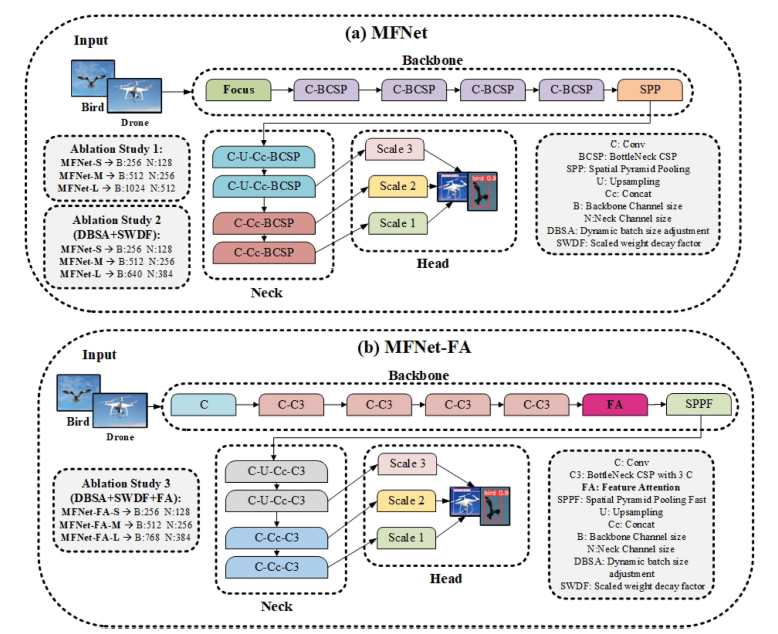 (a) MFNet
Input
Backbone
Focus
C-BCSP
C-BCSP
C-BCSP
C-BCSP
SPP
Bird
Drone
Ablation Study 1:
MFNet-S → B:256 N:128
MFNet-M → B:512 N:256
MFNet-L → B:1024 N:512
Ablation Study 2
(DBSA+SWDF):
MFNet-S → B:256 N:128
MFNet-M → B:512 N:256
MFNet-L → B:640 N:384
C-U-Cc-BCSP
C-U-Cc-BCSP
C-Cc-BCSP
C-Cc-BCSP
Neck
Scale 3
Scale 2
Scale 1
bird 0.9
Head
C: Conv
BCSP: BottleNeck CSP
SPP: Spatial Pyramid Pooling
U: Upsampling
Cc: Concat
B: Backbone Channel size
N:Neck Channel size
DBSA: Dynamic batch size adjustment
SWDF: Scaled weight decay factor
(b) MFNet-FA
Input
Backbone
C
C-C3
C-C3
C-C3
C-C3
FA
SPPF
Bird
Drone
Ablation Study 3
(DBSA+SWDF+FA):
MFNet-FA-S → B:256 N:128
MFNet-FA-M → B:512 N:256
MFNet-FA-L → B:768 N:384
C-U-Cc-C3
C-U-Cc-C3
C-Cc-C3
C-Cc-C3
Neck
Scale 3
Scale 2
Scale 1
bird 0.9
Head
C: Conv
C3: BottleNeck CSP with 3 C
FA: Feature Attention
SPPF: Spatial Pyramid Pooling Fast
U: Upsampling
Cc: Concat
B: Backbone Channel size
N:Neck Channel size
DBSA: Dynamic batch size
adjustment
SWDF: Scaled weight decay factor